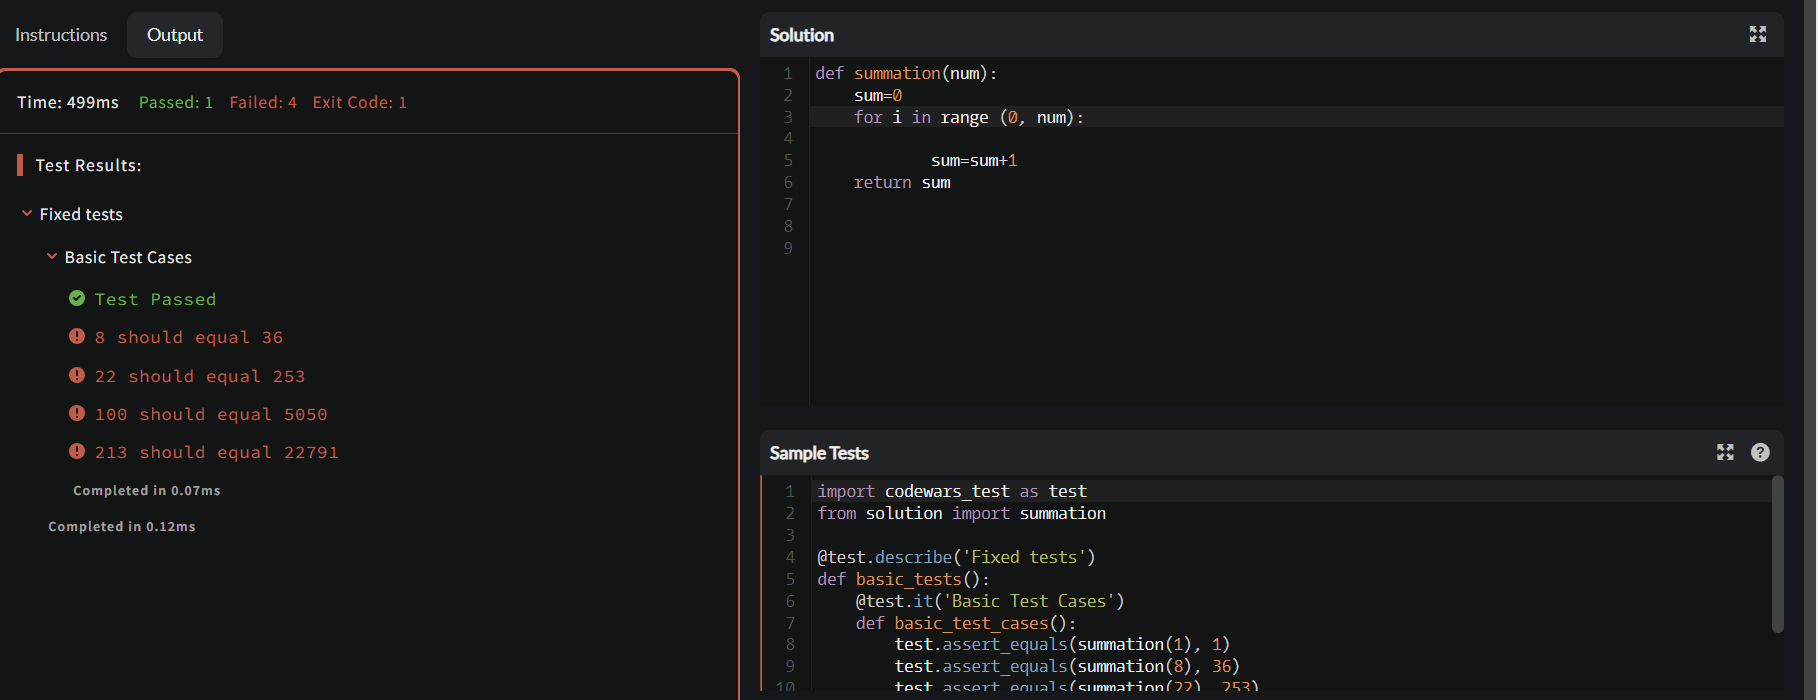 Instructions
Output
Time: 499ms Passed: 1 Failed: 4 Exit Code: 1
Test Results:
Fixed tests
Basic Test Cases
Test Passed
8 should equal 36
22 should equal 253
100 should equal 5050
213 should equal 22791
Completed in 0.07ms
Completed in 0.12ms
Solution
1 def summation(num):
2     sum=0
3     for i in range (0, num):
4
5             sum=sum+1
6     return sum
7
8
9
Sample Tests
?
1 import codewars_test as test
2 from solution import summation
3
4 @test.describe('Fixed tests')
5 def basic_tests():
6     @test.it('Basic Test Cases')
7     def basic_test_cases():
8         test.assert_equals(summation(1), 1)
9         test.assert_equals(summation(8), 36)
10         test.assert_equals(summation(22), 253)